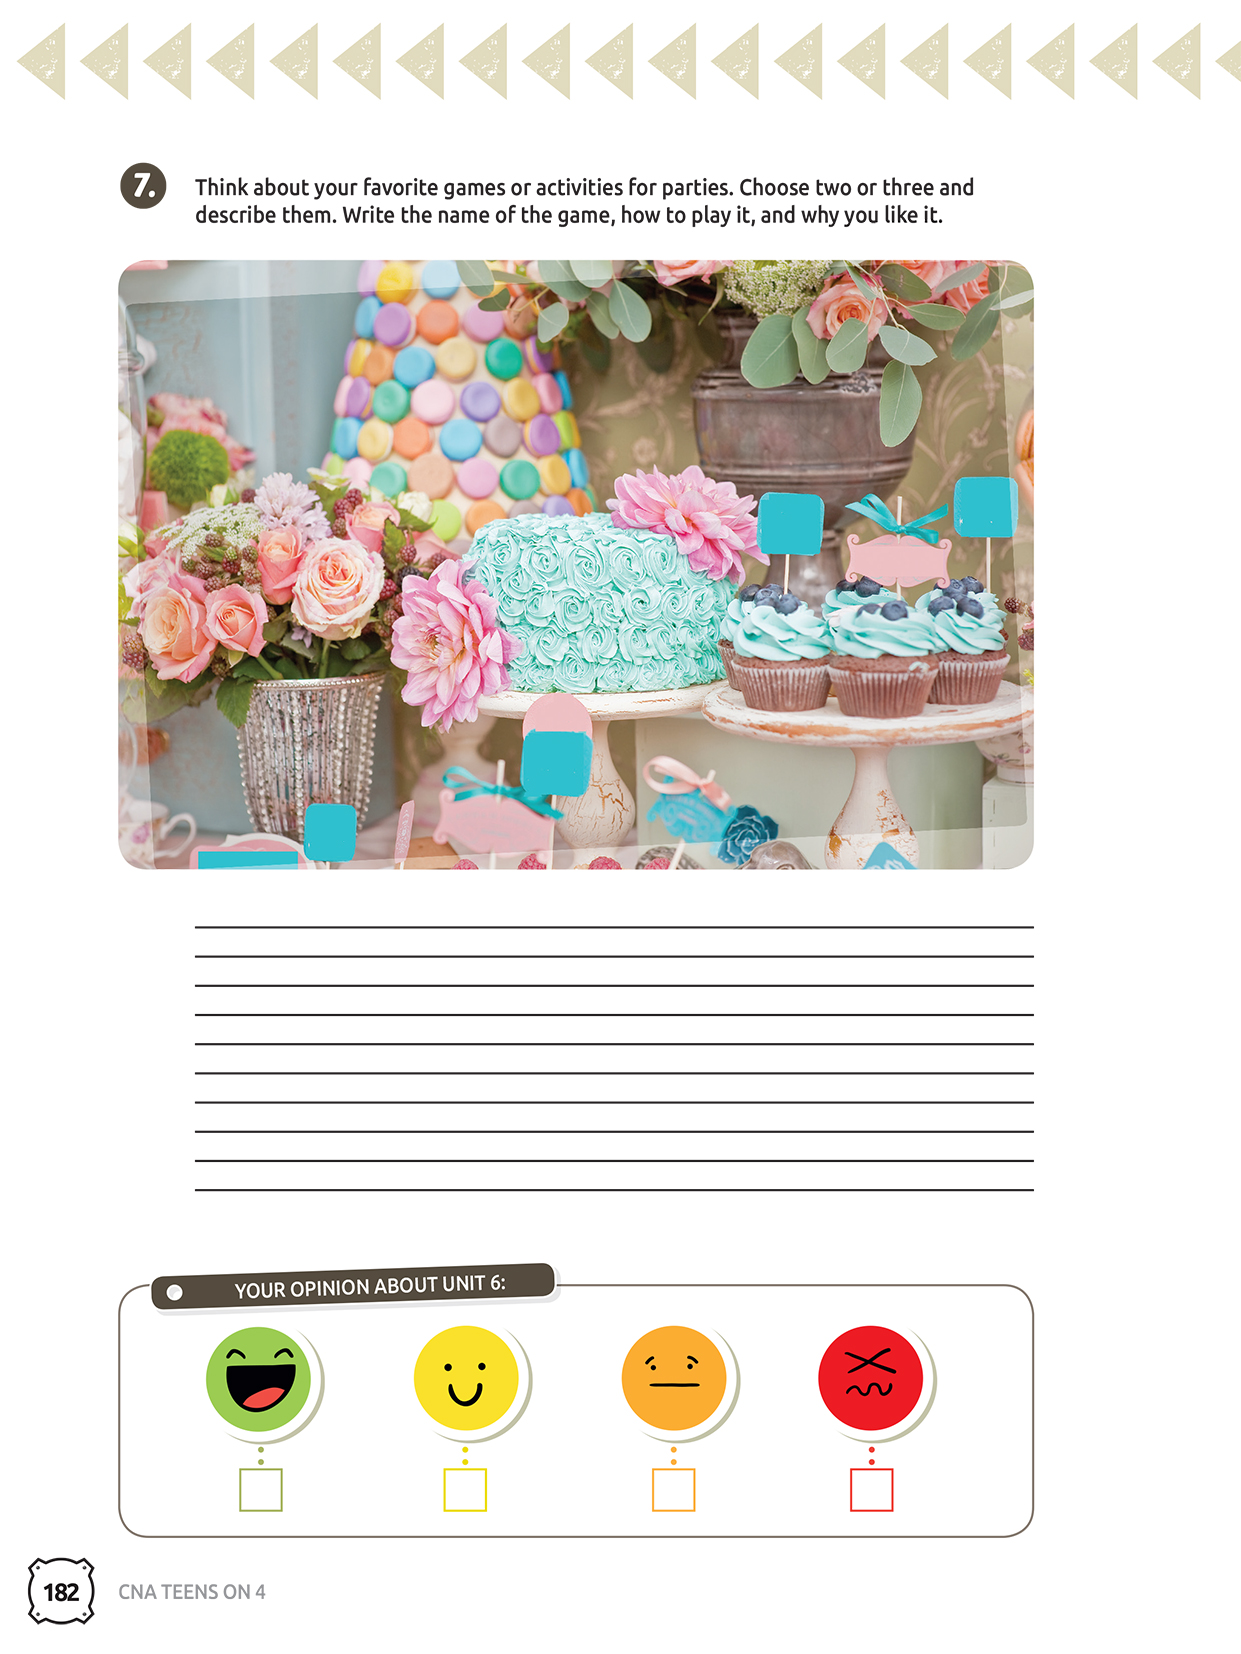 7.
Think about your favorite games or activities for parties. Choose two or three and
describe them. Write the name of the game, how to play it, and why you like it.
YOUR OPINION ABOUT UNIT 6:
182
CNA TEENS ON 4